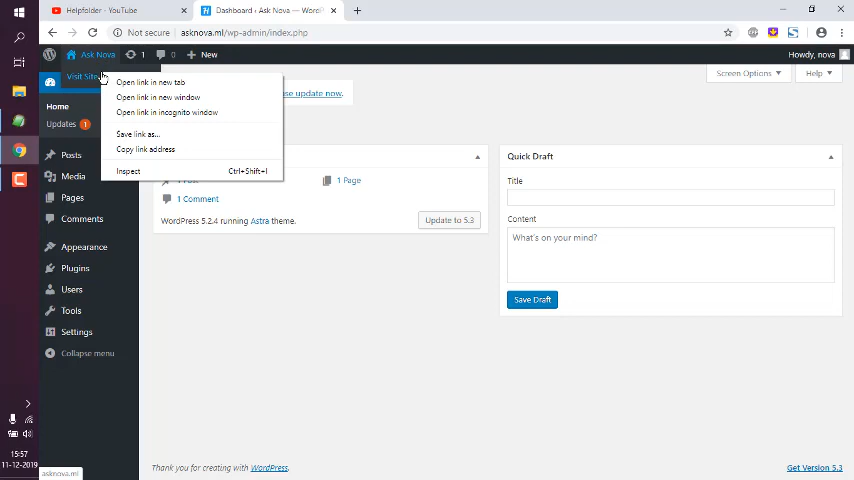 Helpfolder - YouTube
Dashboard ‹ Ask Nova — WordP
Not secure asknova.ml/wp-admin/index.php
Ask Nova 1 0 New Howdy, nova
Visit Site
Screen Options Help
Open link in new tab
Open link in new window
Open link in incognito window
Save link as...
Copy link address
Inspect Ctrl+Shift+I
ase update now.
Home
Updates 1
Posts
Media
Pages
Comments
Appearance
Plugins
Users
Tools
Settings
Collapse menu
1 Page
1 Comment
WordPress 5.2.4 running Astra theme.
Update to 5.3
Quick Draft
Title
Content
What's on your mind?
Save Draft
15:57
11-12-2019
asknova.ml
Thank you for creating with WordPress.
Get Version 5.3